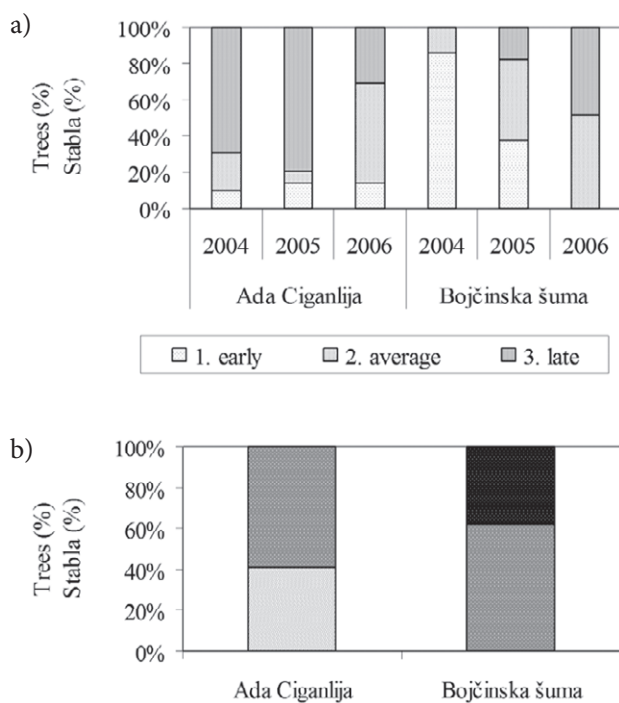 a)
Trees (%)
Stabla (%)
100%
80%
60%
40%
20%
0%
2004 2005 2006 2004 2005 2006
Ada Ciganlija Bojčinska šuma
1. early 2. average 3. late
b)
Trees (%)
Stabla (%)
100%
80%
60%
40%
20%
0%
Ada Ciganlija Bojčinska šuma